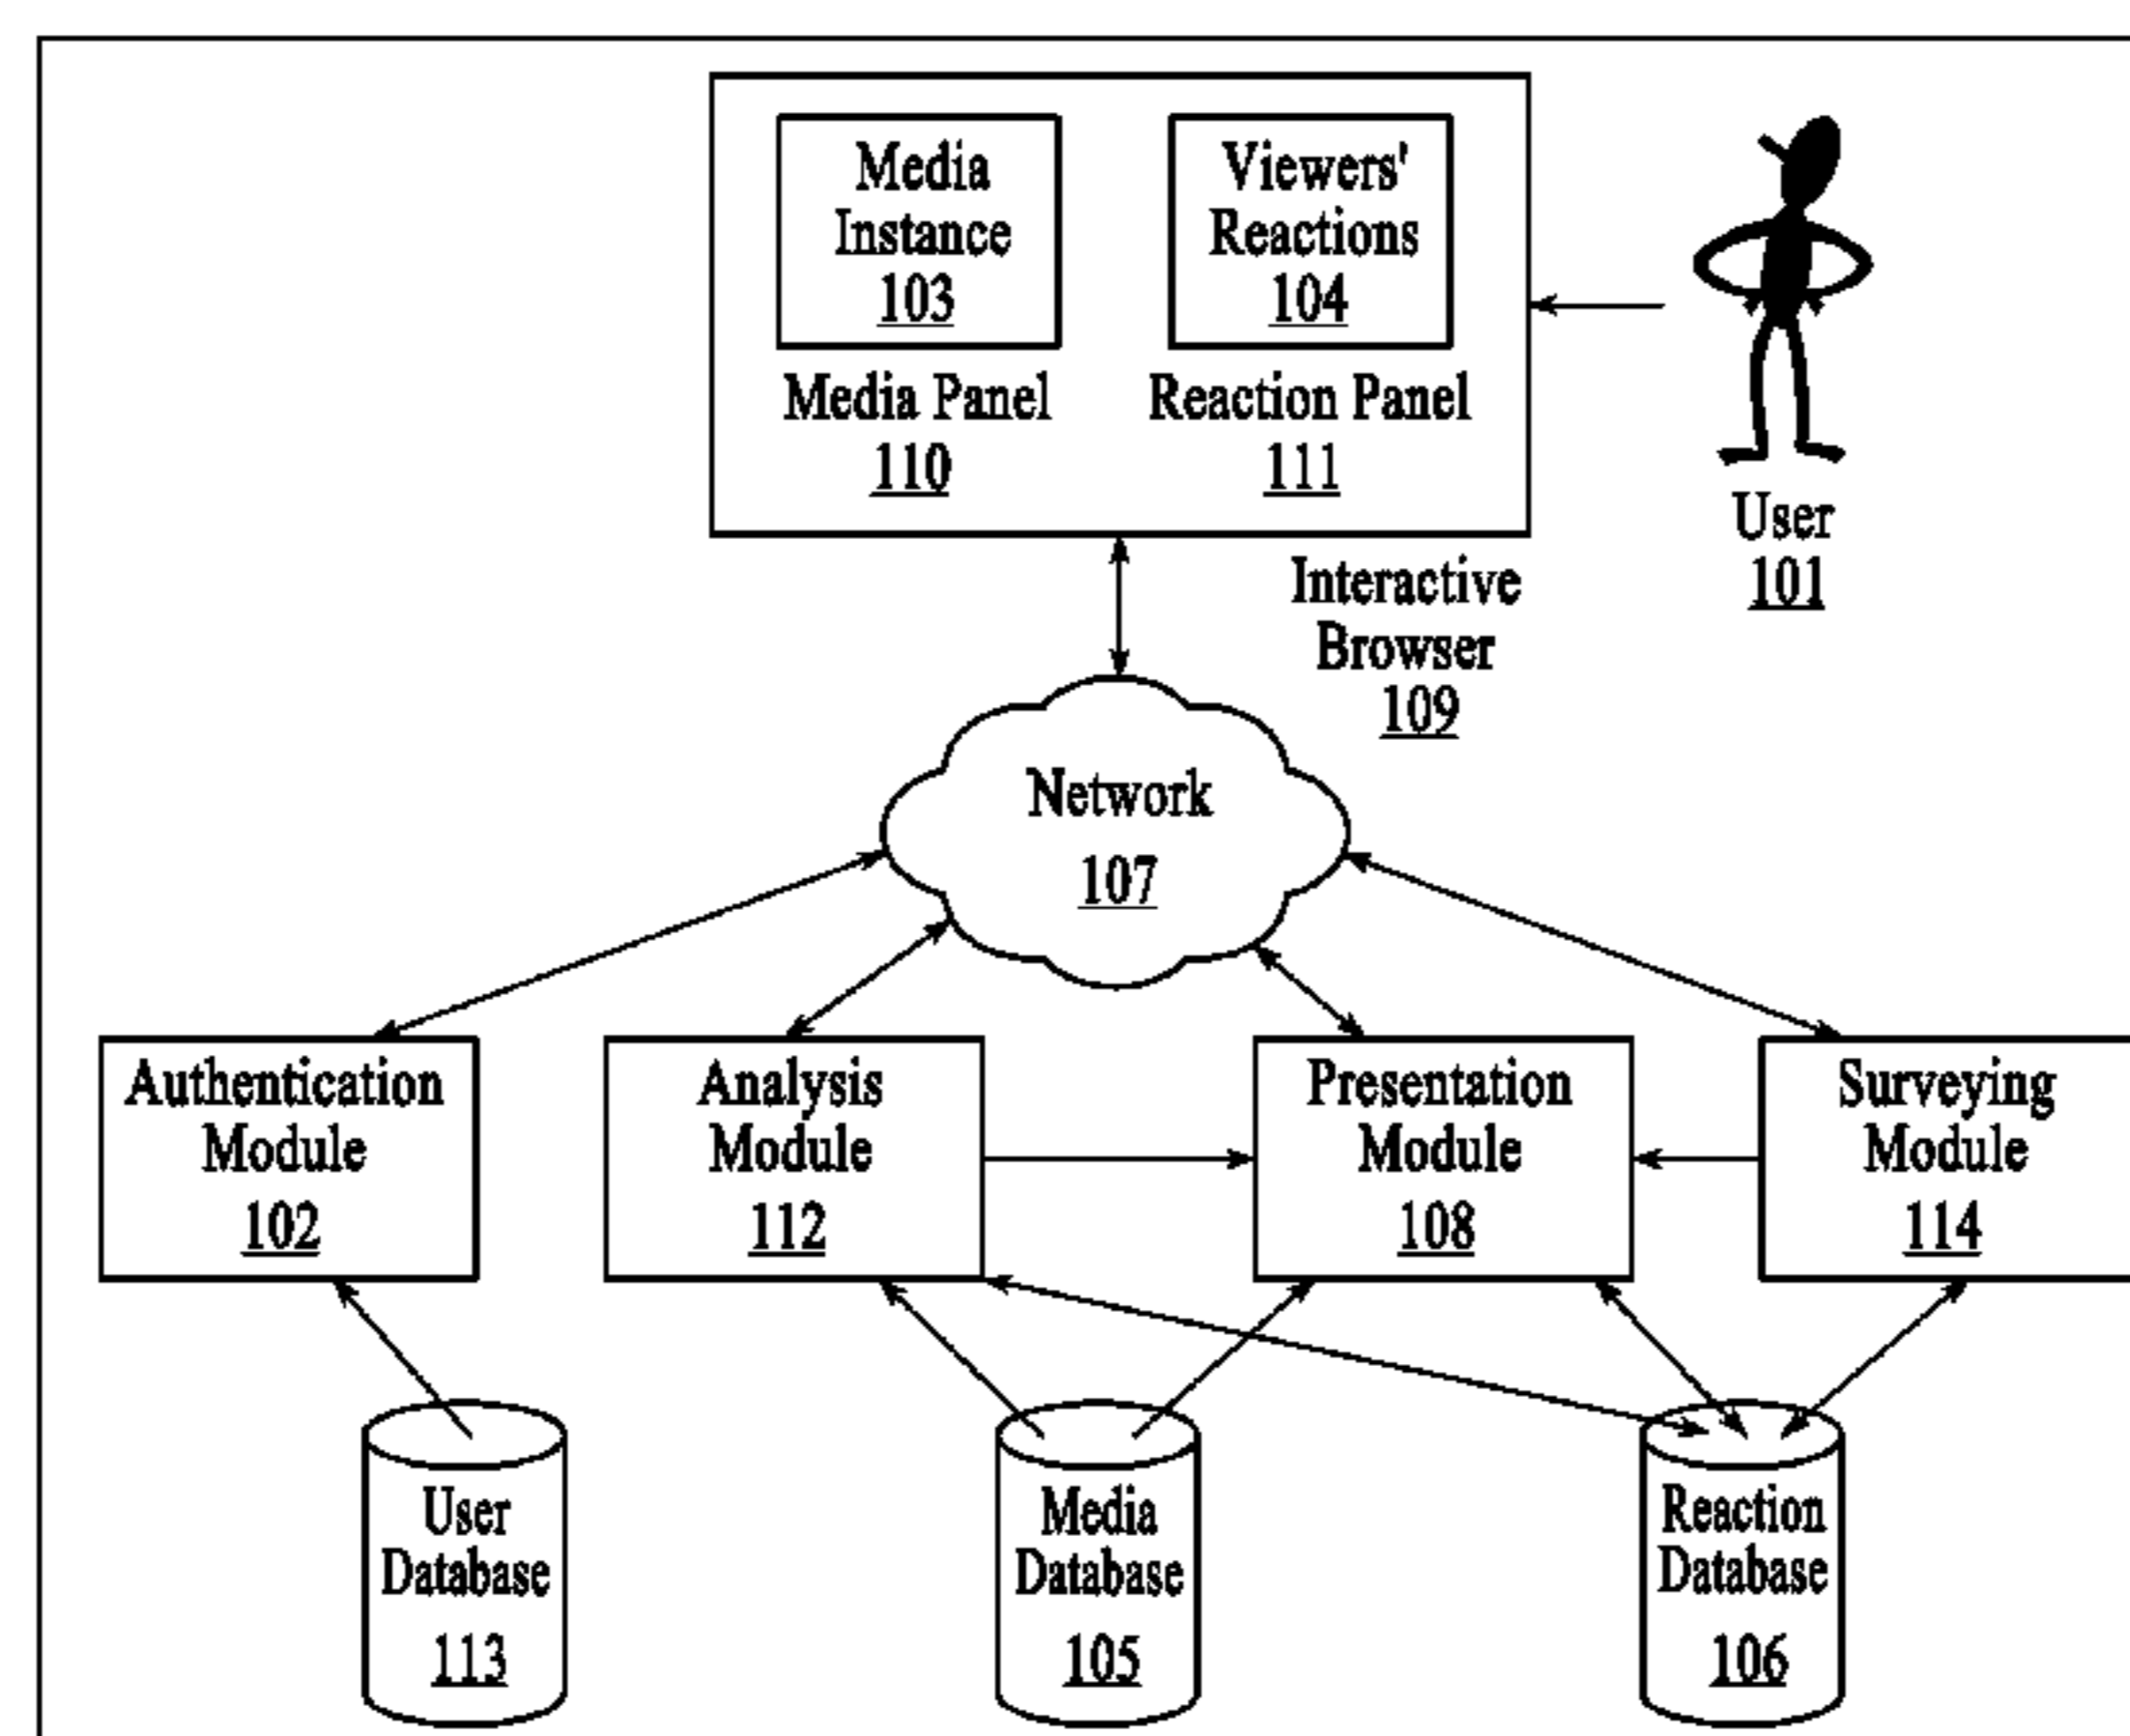 Media
Instance
103
Viewers'
Reactions
104
Media Panel
110
Reaction Panel
111
User
101
Interactive
Browser
109
Network
107
Authentication
Module
102
Analysis
Module
112
Presentation
Module
108
Surveying
Module
114
User
Database
113
Media
Database
105
Reaction
Database
106